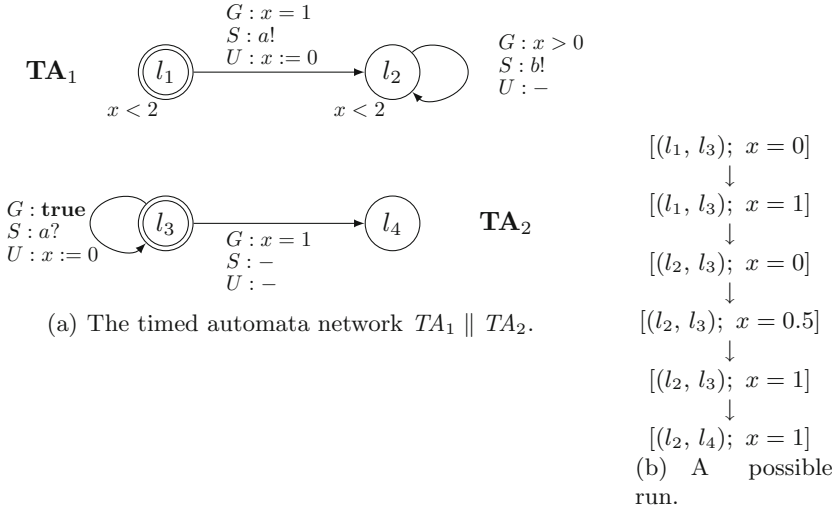 G : x = 1
S : a!
U : x := 0
TA₁
l₁
l₂
G : x > 0
S : b!
U : −
x < 2
x < 2
G : true
S : a?
U : x := 0
l₃
l₄
TA₂
G : x = 1
S : −
U : −
(a) The timed automata network TA₁ ∥ TA₂.
[(l₁, l₃); x = 0]
↓
[(l₁, l₃); x = 1]
↓
[(l₂, l₃); x = 0]
↓
[(l₂, l₃); x = 0.5]
↓
[(l₂, l₃); x = 1]
↓
[(l₂, l₄); x = 1]
(b) A possible
run.